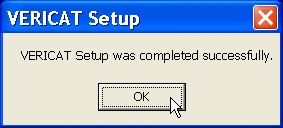 VERICAT Setup
VERICAT Setup was completed successfully.
OK